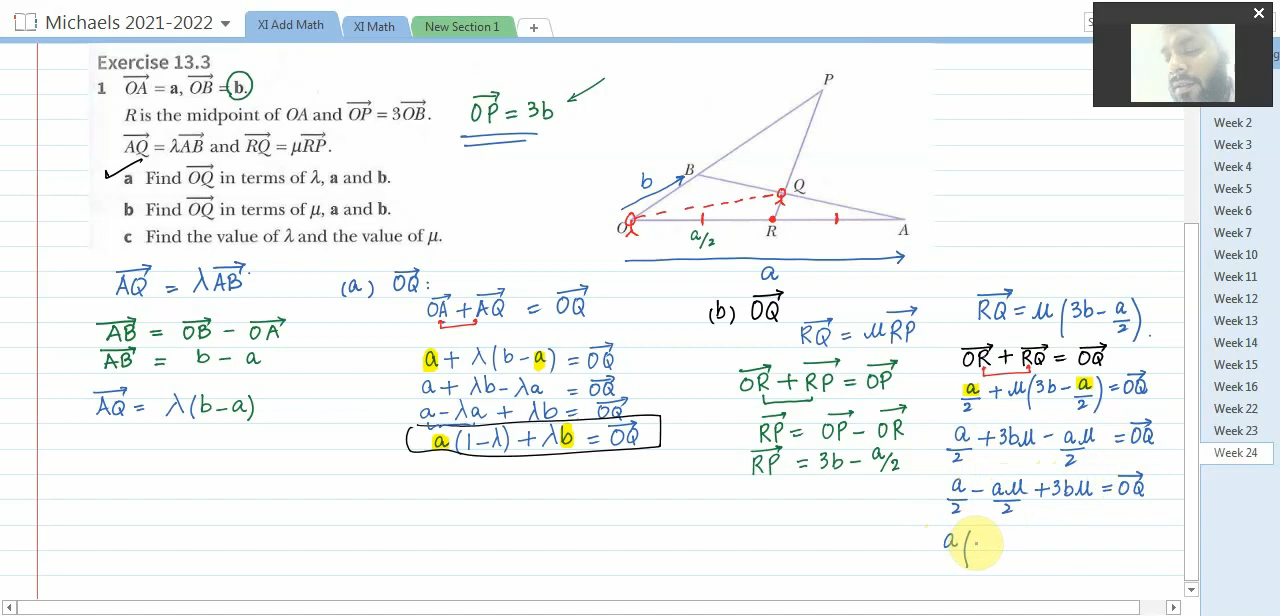 Michaels 2021-2022
XI Add Math
XI Math
New Section 1
+
Exercise 13.3
1 OA = a, OB = b.
R is the midpoint of OA and OP = 3OB.
AQ = λAB and RQ = μRP.
a Find OQ in terms of λ, a and b.
b Find OQ in terms of μ, a and b.
c Find the value of λ and the value of μ.
OP = 3b
P
B
b
Q
O
a/2
R
A
a
AQ = λAB
AB = OB - OA
AB = b - a
AQ = λ(b-a)
(a) OQ:
OA + AQ = OQ
a + λ(b-a) = OQ
a + λb - λa = OQ
a - λa + λb = OQ
a(1-λ) + λb = OQ
(b) OQ
RQ = μRP
OR + RP = OP
RP = OP - OR
RP = 3b - a/2
RQ = μ(3b - a/2).
OR + RQ = OQ
a/2 + μ(3b - a/2) = OQ
a/2 + 3bμ - aμ/2 = OQ
a/2 - aμ/2 + 3bμ = OQ
a(
Week 2
Week 3
Week 4
Week 5
Week 6
Week 7
Week 10
Week 11
Week 12
Week 13
Week 14
Week 15
Week 16
Week 22
Week 23
Week 24